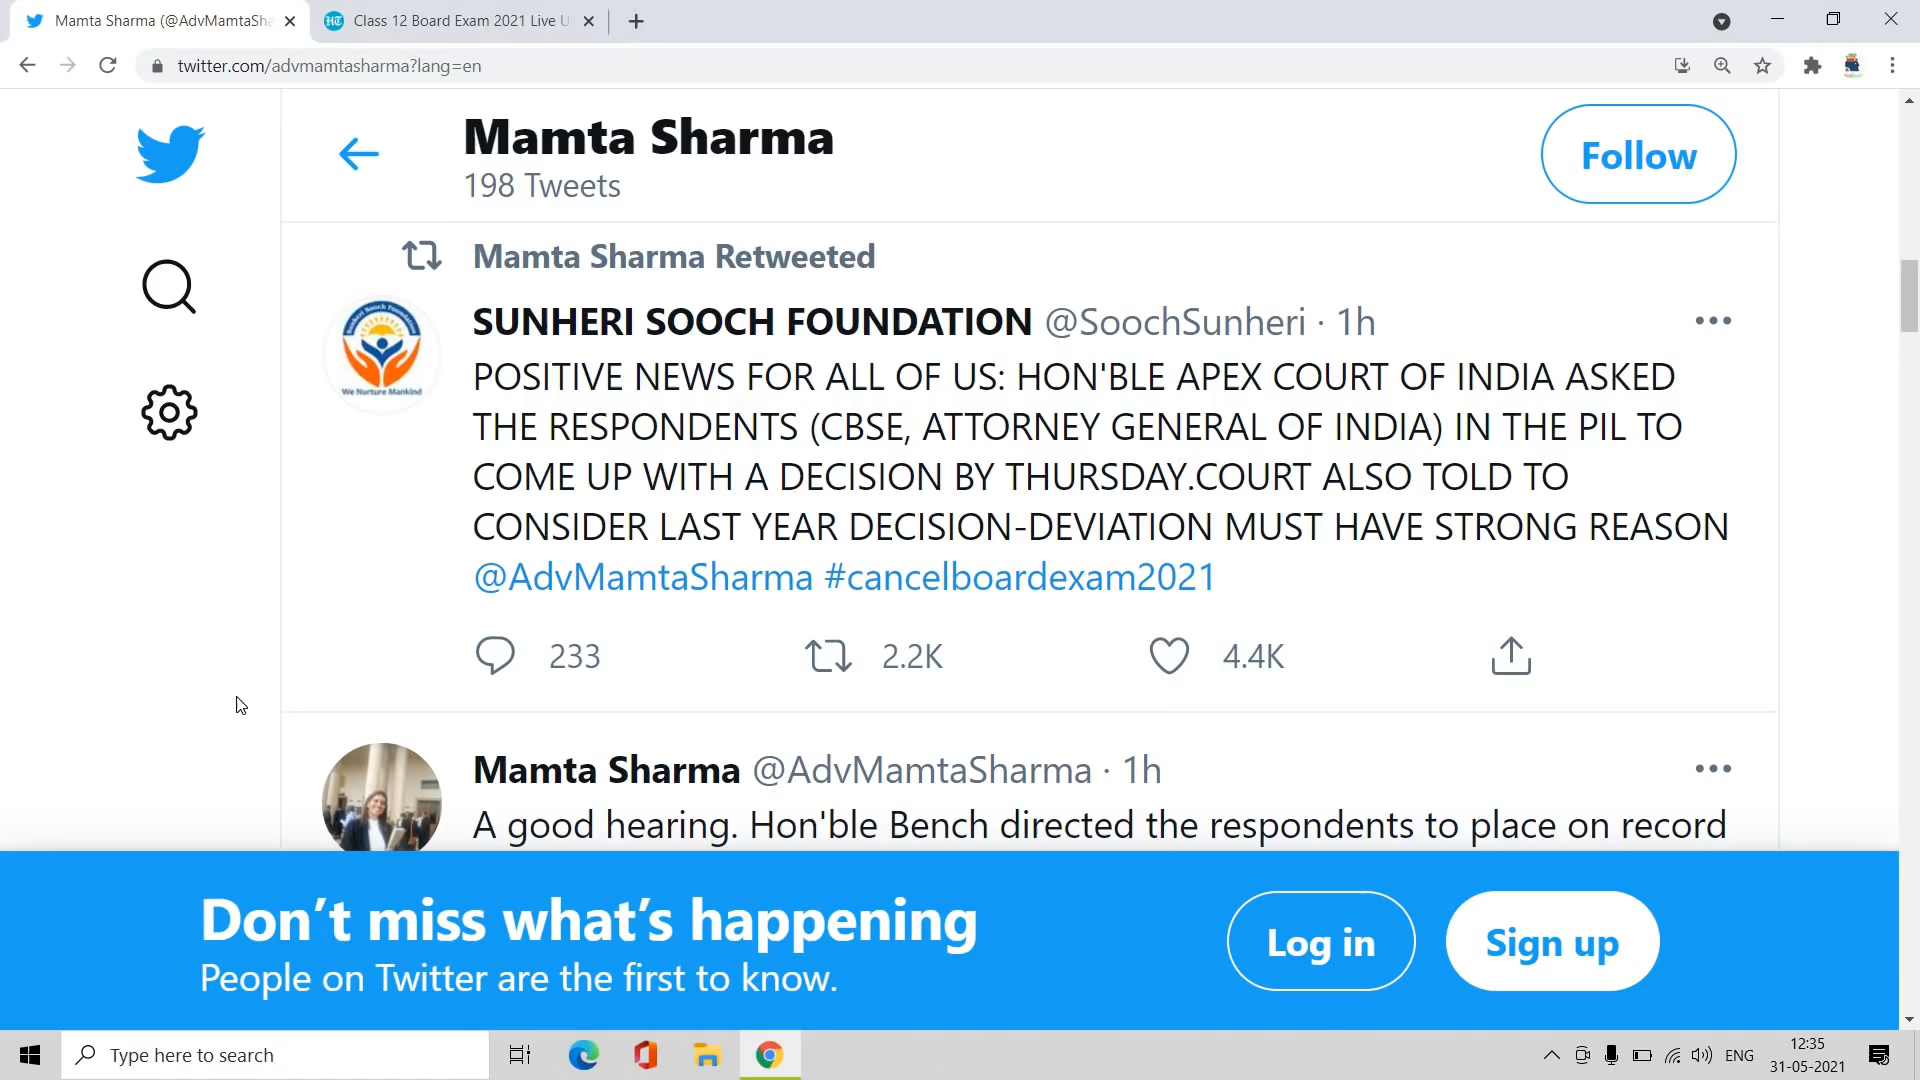 Mamta Sharma (@AdvMamtaSha
Class 12 Board Exam 2021 Live U
twitter.com/advmamtasharma?lang=en
Mamta Sharma
198 Tweets
Follow
Mamta Sharma Retweeted
Sunheri Sooch Foundation
We Nurture Mankind
SUNHERI SOOCH FOUNDATION @SoochSunheri · 1h
POSITIVE NEWS FOR ALL OF US: HON'BLE APEX COURT OF INDIA ASKED
THE RESPONDENTS (CBSE, ATTORNEY GENERAL OF INDIA) IN THE PIL TO
COME UP WITH A DECISION BY THURSDAY.COURT ALSO TOLD TO
CONSIDER LAST YEAR DECISION-DEVIATION MUST HAVE STRONG REASON
@AdvMamtaSharma #cancelboardexam2021
233 2.2K 4.4K
Mamta Sharma @AdvMamtaSharma · 1h
A good hearing. Hon'ble Bench directed the respondents to place on record
Don’t miss what’s happening
People on Twitter are the first to know.
Log in
Sign up
Type here to search
ENG
12:35
31-05-2021